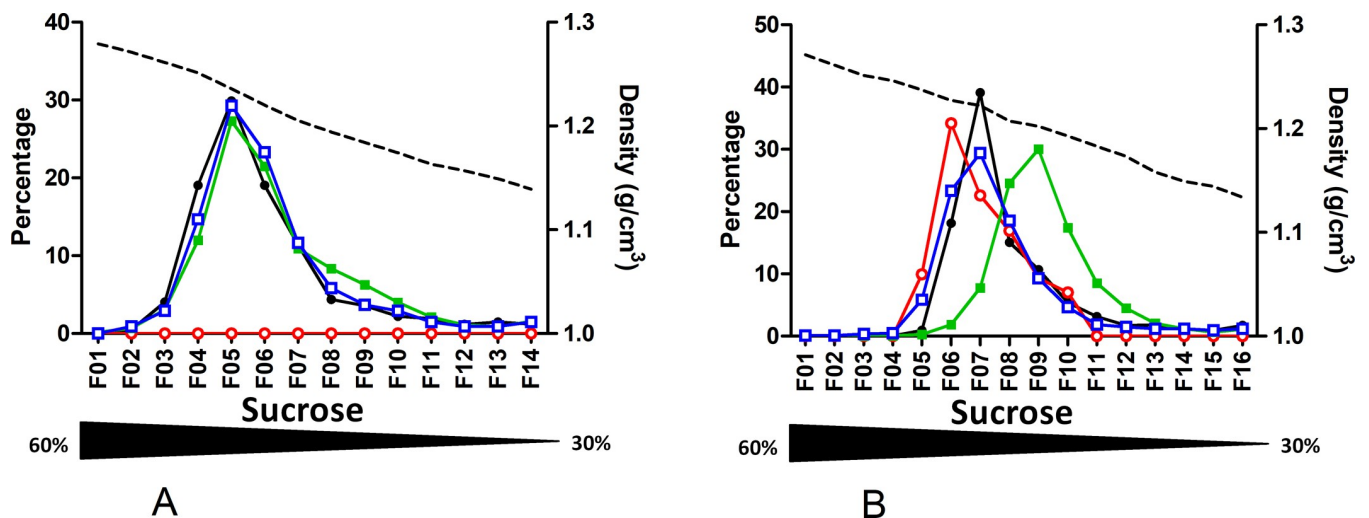 40
30
20
10
0
Percentage
1.3
1.2
1.1
1.0
Density (g/cm3)
F01
F02
F03
F04
F05
F06
F07
F08
F09
F10
F11
F12
F13
F14
Sucrose
60%
30%
A
50
40
30
20
10
0
Percentage
1.3
1.2
1.1
1.0
Density (g/cm3)
F01
F02
F03
F04
F05
F06
F07
F08
F09
F10
F11
F12
F13
F14
F15
F16
Sucrose
60%
30%
B